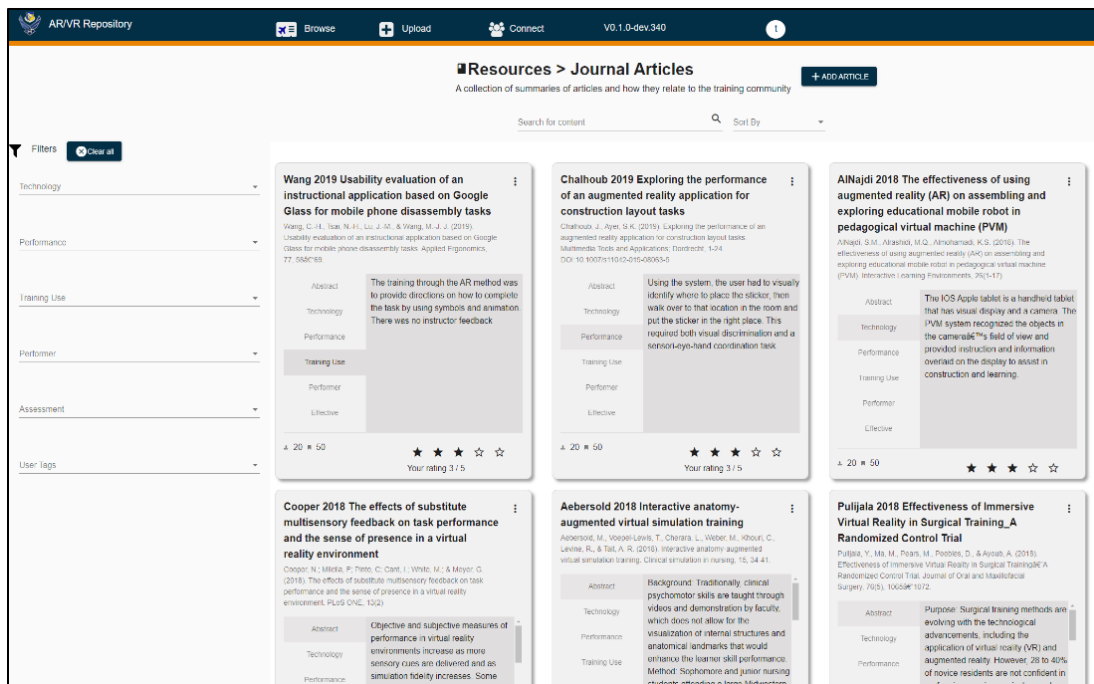 AR/VR Repository
Browse
Upload
Connect
V0.1.0-dev.340
t
Resources > Journal Articles
+ ADD ARTICLE
A collection of summaries of articles and how they relate to the training community
Search for content
Sort By
Filters
Clear all
Technology
Performance
Training Use
Performer
Assessment
User Tags
Wang 2019 Usability evaluation of an
instructional application based on Google
Glass for mobile phone disassembly tasks
Wang, C.-H., Tsai, N.-H., Lu, J.-M., & Wang, M.-J. J. (2019).
Usability evaluation of an instructional application based on Google
Glass for mobile phone disassembly tasks. Applied Ergonomics,
Abstract
Technology
Performance
Training Use
Performer
Effective
The training through the AR method was
to provide directions on how to complete
the task by using symbols and animation.
There was no instructor feedback
20 50
Your rating 3 / 5
Chalhoub 2019 Exploring the performance
of an augmented reality application for
construction layout tasks
Chalhoub, J., Ayer, S.K. (2019). Exploring the performance of an
augmented reality application for construction layout tasks.
Multimedia Tools and Applications; Dordrecht, 1-24.
Abstract
Technology
Performance
Training Use
Performer
Effective
Using the system, the user had to visually
identify where to place the sticker, then
walk over to that location in the room and
put the sticker in the right place. This
required both visual discrimination and a
sensori-eye-hand coordination task.
20 50
Your rating 3 / 5
AlNajdi 2018 The effectiveness of using
augmented reality (AR) on assembling and
exploring educational mobile robot in
pedagogical virtual machine (PVM)
AlNajdi, S.M., Alrashidi, M.Q., Almohamadi, K.S. (2018). The
effectiveness of using augmented reality (AR) on assembling and
exploring educational mobile robot in pedagogical virtual machine
(PVM). Interactive Learning Environments. 26(1-17)
Abstract
Technology
Performance
Training Use
Performer
Effective
The IOS Apple tablet is a handheld tablet
that has visual display and a camera. The
PVM system recognized the objects in
the cameraâ€™s field of view and
provided instruction and information
overlaid on the display to assist in
construction and learning.
20 50
Cooper 2018 The effects of substitute
multisensory feedback on task performance
and the sense of presence in a virtual
reality environment
Cooper, N.; Milella, F; Pinto, C; Cant, I.; White, M.; & Meyer, G.
(2018). The effects of substitute multisensory feedback on task
performance and the sense of presence in a virtual reality
environment, PLoS ONE, 13(2)
Abstract
Technology
Performance
Objective and subjective measures of
performance in virtual reality
environments increase as more
sensory cues are delivered and as
simulation fidelity increases. Some
Aebersold 2018 Interactive anatomy-
augmented virtual simulation training
Aebersold, M., Voepel-Lewis, T., Cherara, L., Weber, M., Khouri, C.,
Levine, R., & Tait, A. R. (2018). Interactive anatomy-augmented
virtual simulation training. Clinical simulation in nursing, 15, 34-41.
Abstract
Technology
Performance
Training Use
Background: Traditionally, clinical
psychomotor skills are taught through
videos and demonstration by faculty,
which does not allow for the
visualization of internal structures and
anatomical landmarks that would
enhance the learner skill performance.
Method: Sophomore and junior nursing
students attending a large Midwestern
Pulijala 2018 Effectiveness of Immersive
Virtual Reality in Surgical Training_A
Randomized Control Trial
Pulijala, Y., Ma, M., Pears, M., Peebles, D., & Ayoub, A. (2018).
Effectiveness of Immersive Virtual Reality in Surgical Trainingâ€"A
Randomized Control Trial. Journal of Oral and Maxillofacial
Abstract
Technology
Performance
Purpose: Surgical training methods are
evolving with the technological
advancements, including the
application of virtual reality (VR) and
augmented reality. However, 28 to 40%
of novice residents are not confident in